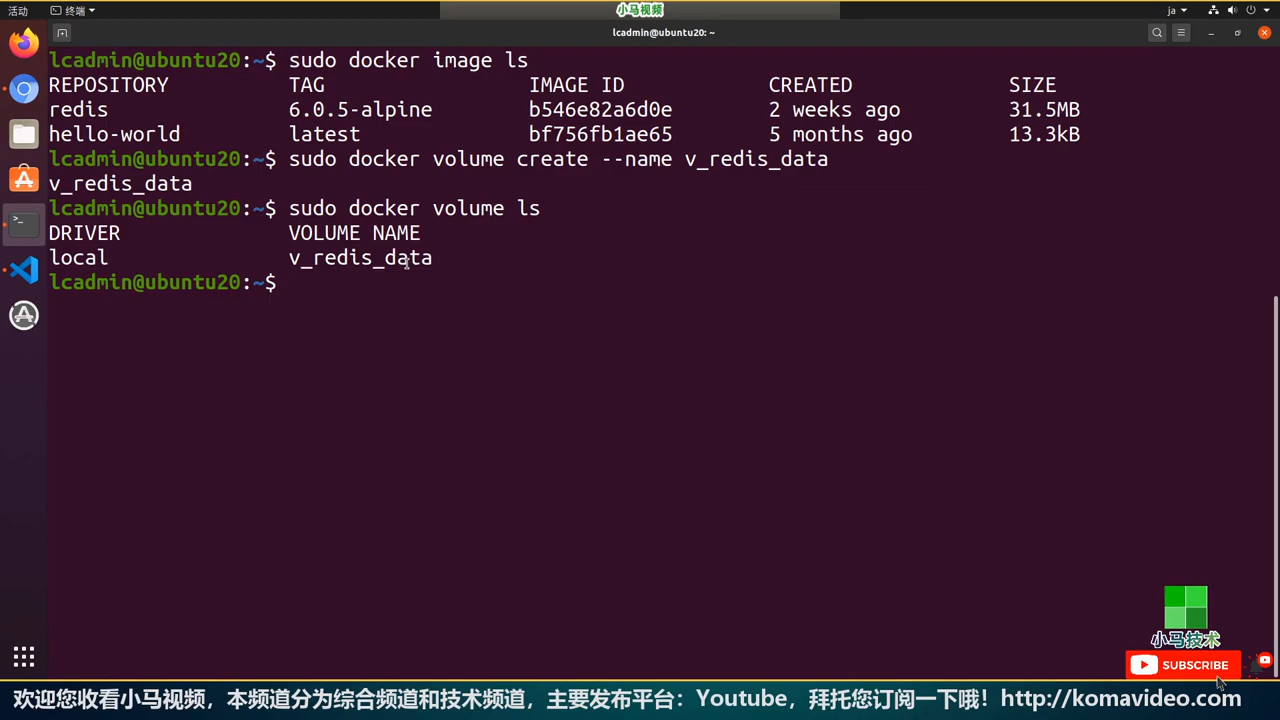 活动 终端 小马视频 ja
lcadmin@ubuntu20: ~
lcadmin@ubuntu20:~$ sudo docker image ls
REPOSITORY TAG IMAGE ID CREATED SIZE
redis 6.0.5-alpine b546e82a6d0e 2 weeks ago 31.5MB
hello-world latest bf756fb1ae65 5 months ago 13.3kB
lcadmin@ubuntu20:~$ sudo docker volume create --name v_redis_data
v_redis_data
lcadmin@ubuntu20:~$ sudo docker volume ls
DRIVER VOLUME NAME
local v_redis_data
lcadmin@ubuntu20:~$
小马技术
SUBSCRIBE
欢迎您收看小马视频，本频道分为综合频道和技术频道，主要发布平台：Youtube，拜托您订阅一下哦！http://komavideo.com